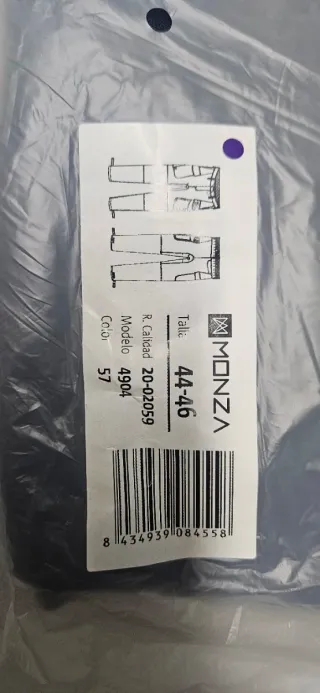 MONZA
Talla 44-46
R. Calidad 20-02059
Modelo 4904
Color 57
8 434939 084558